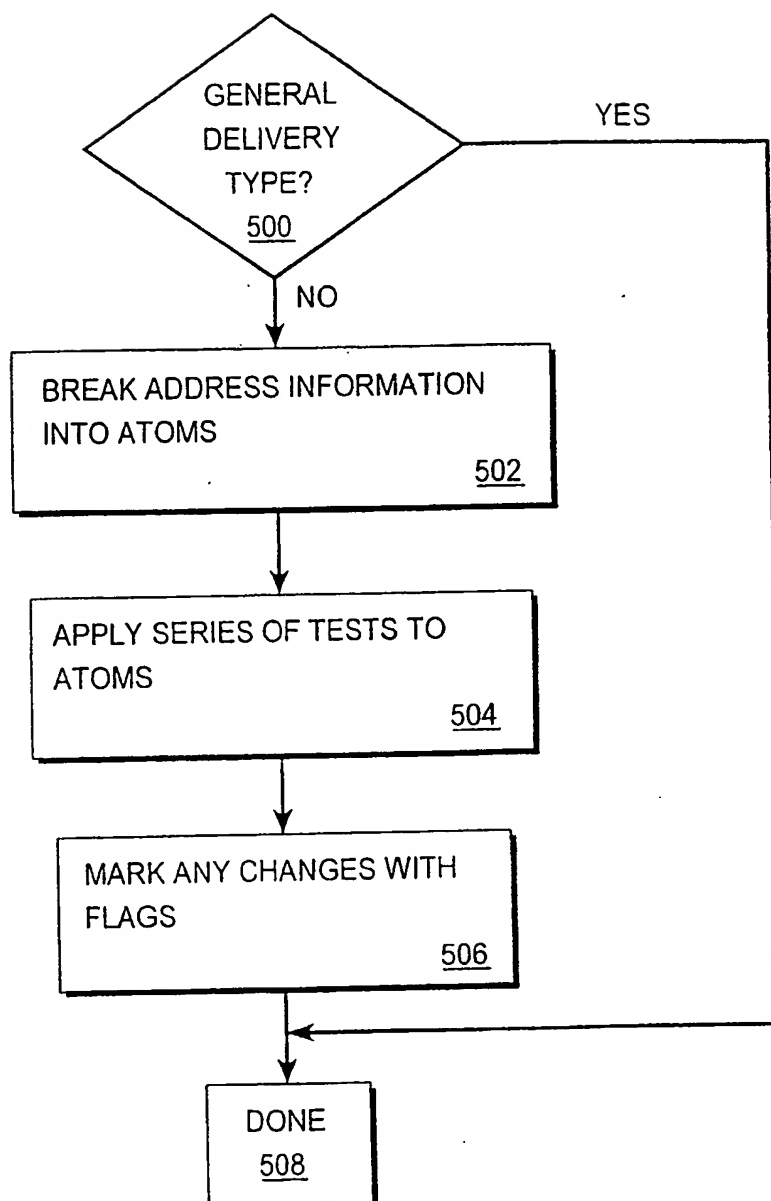 GENERAL
DELIVERY
TYPE?
500
YES
NO
BREAK ADDRESS INFORMATION
INTO ATOMS
502
APPLY SERIES OF TESTS TO
ATOMS
504
MARK ANY CHANGES WITH
FLAGS
506
DONE
508